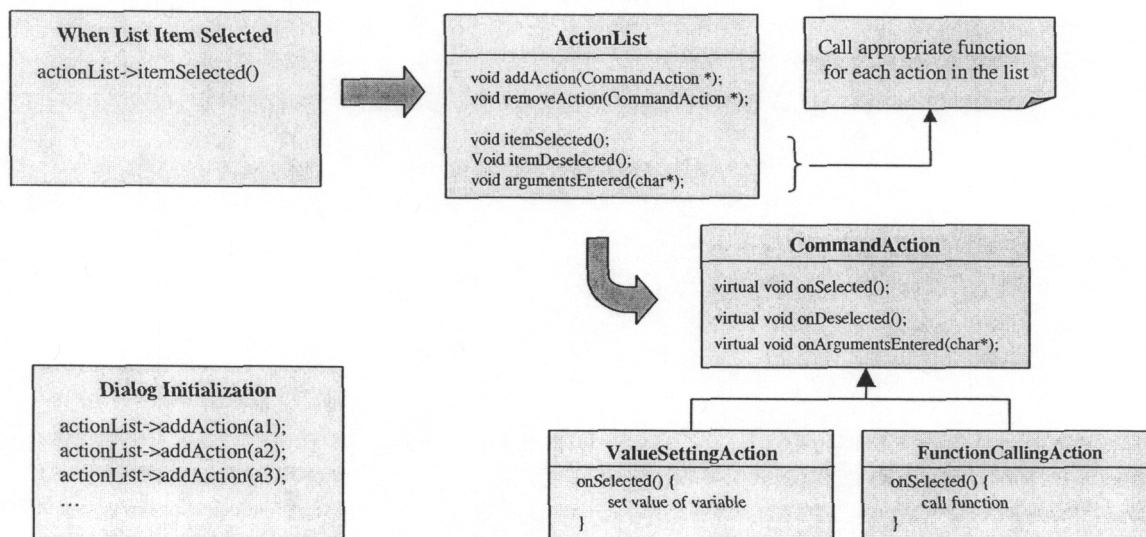 When List Item Selected
actionList->itemSelected()
ActionList
void addAction(CommandAction *);
void removeAction(CommandAction *);
void itemSelected();
Void itemDeselected();
void argumentsEntered(char*);
Call appropriate function
for each action in the list
CommandAction
virtual void onSelected();
virtual void onDeselected();
virtual void onArgumentsEntered(char*);
Dialog Initialization
actionList->addAction(a1);
actionList->addAction(a2);
actionList->addAction(a3);
...
ValueSettingAction
onSelected() {
set value of variable
}
FunctionCallingAction
onSelected() {
call function
}